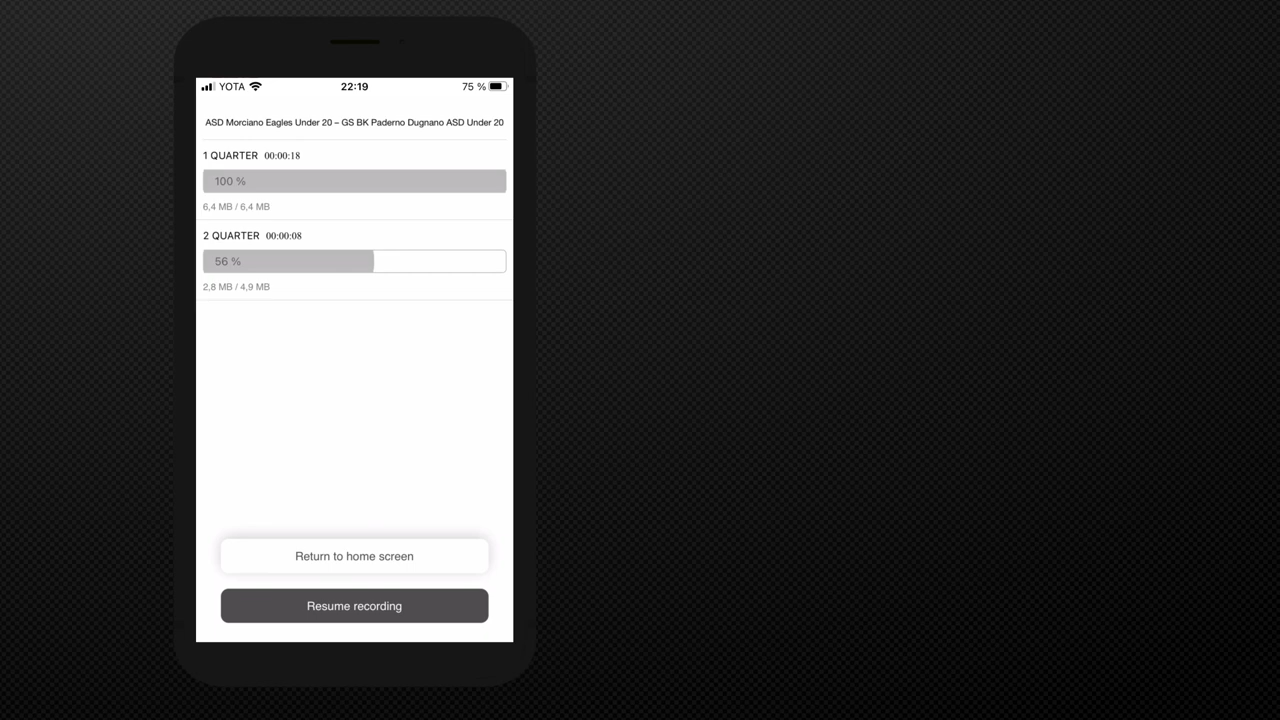 YOTA 22:19 75 %
ASD Morciano Eagles Under 20 – GS BK Paderno Dugnano ASD Under 20
1 QUARTER 00:00:18
100 %
6,4 MB / 6,4 MB
2 QUARTER 00:00:08
56 %
2,8 MB / 4,9 MB
Return to home screen
Resume recording